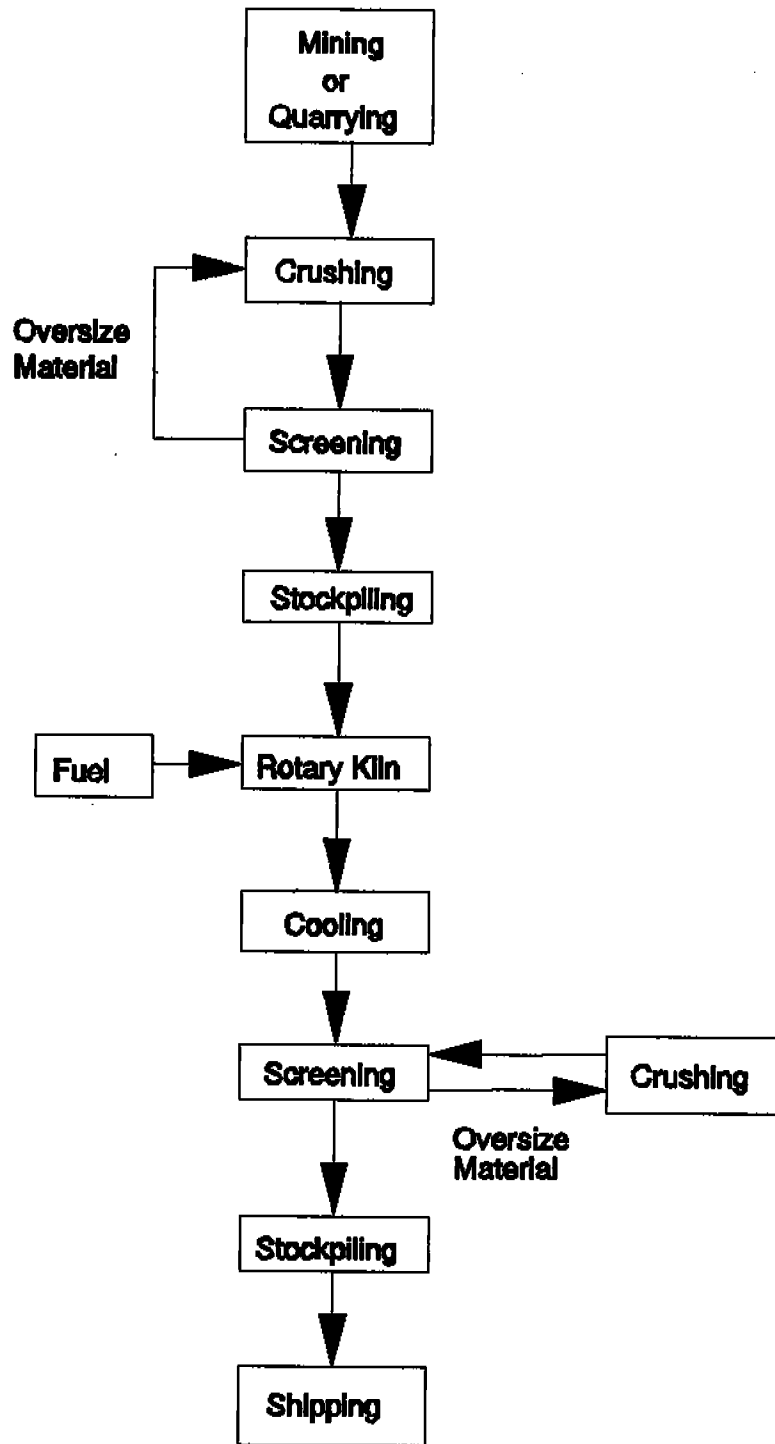 Mining
or
Quarrying
Crushing
Oversize
Material
Screening
Stockpiling
Fuel
Rotary Kiln
Cooling
Screening
Crushing
Oversize
Material
Stockpiling
Shipping